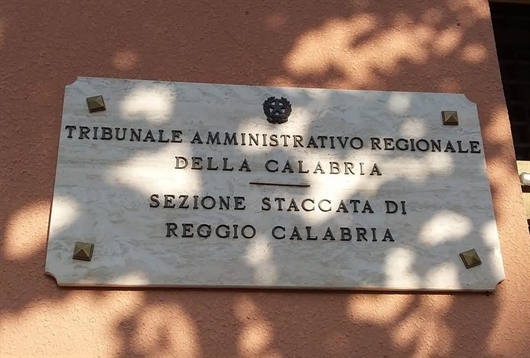 TRIBUNALE AMMINISTRATIVO REGIONALE
DELLA CALABRIA
SEZIONE STACCATA DI
REGGIO CALABRIA